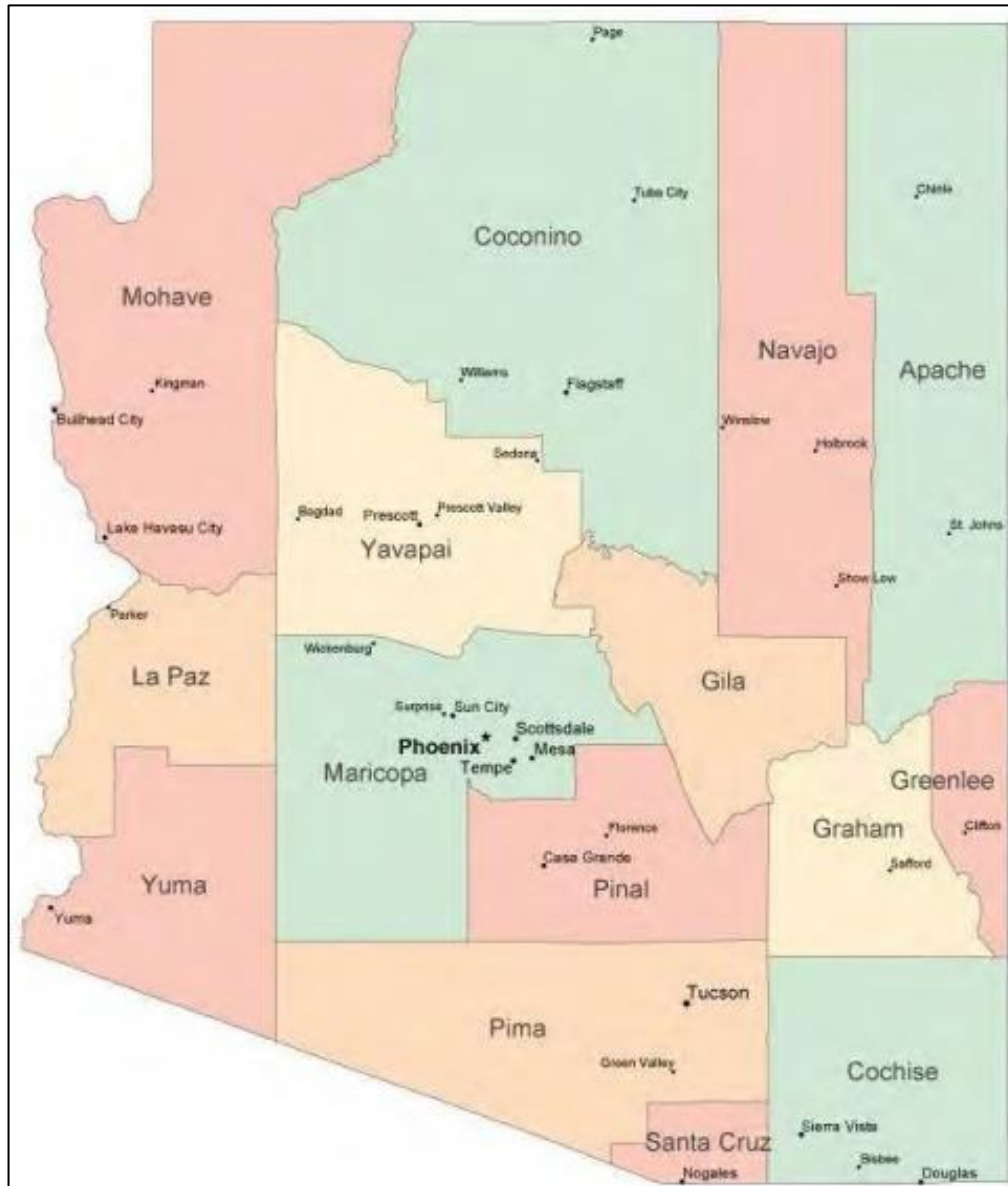 Page
Tuba City
Chinle
Coconino
Mohave
Navajo
Apache
Kingman
Williams
Flagstaff
Bullhead City
Winslow
Holbrook
Sedona
Bagdad
Prescott
Prescott Valley
Lake Havasu City
Yavapai
St. Johns
Show Low
Parker
Wickenburg
La Paz
Gila
Surprise
Sun City
Scottsdale
Phoenix
Mesa
Tempe
Maricopa
Greenlee
Florence
Graham
Clifton
Casa Grande
Safford
Yuma
Pinal
Yuma
Tucson
Pima
Green Valley
Cochise
Sierra Vista
Santa Cruz
Bisbee
Nogales
Douglas